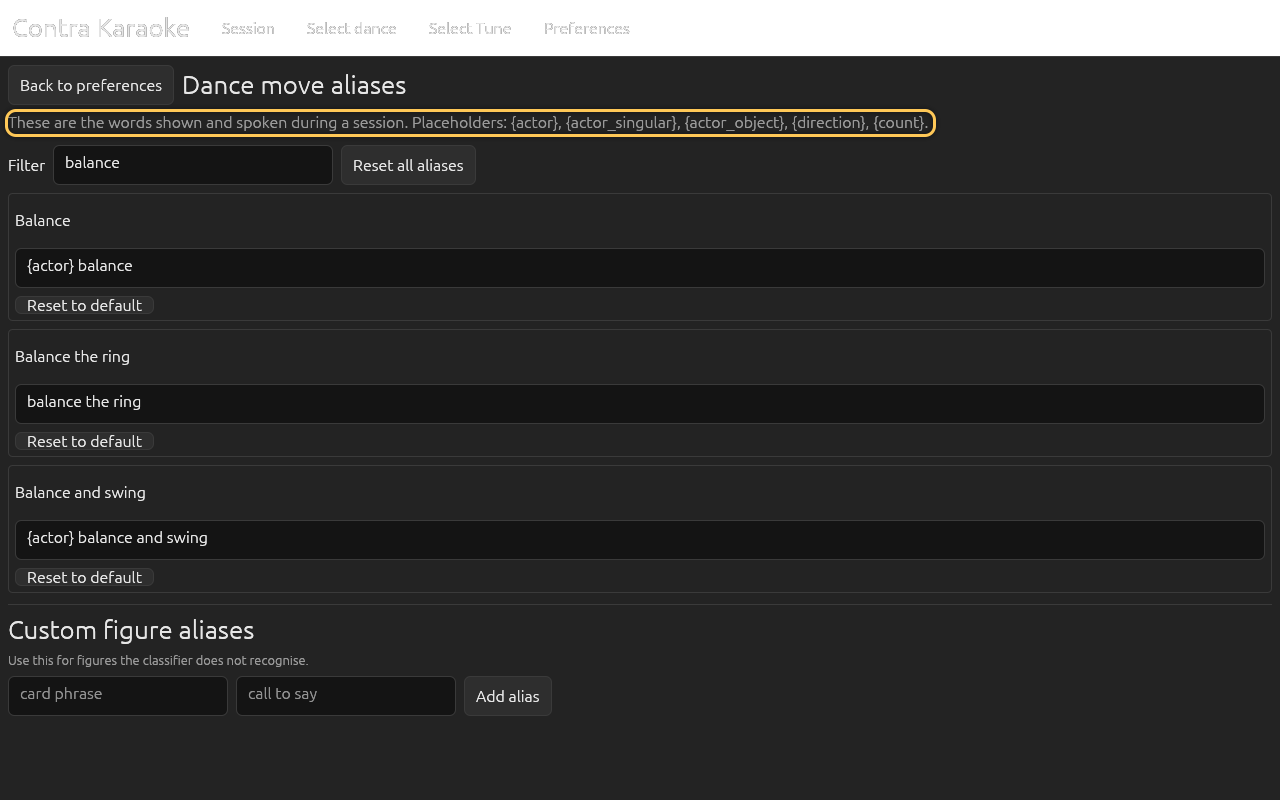 Contra Karaoke Session Select dance Select Tune Preferences
Back to preferences Dance move aliases
These are the words shown and spoken during a session. Placeholders: {actor}, {actor_singular}, {actor_object}, {direction}, {count}.
Filter balance Reset all aliases
Balance
{actor} balance
Reset to default
Balance the ring
balance the ring
Reset to default
Balance and swing
{actor} balance and swing
Reset to default
Custom figure aliases
Use this for figures the classifier does not recognise.
card phrase call to say Add alias